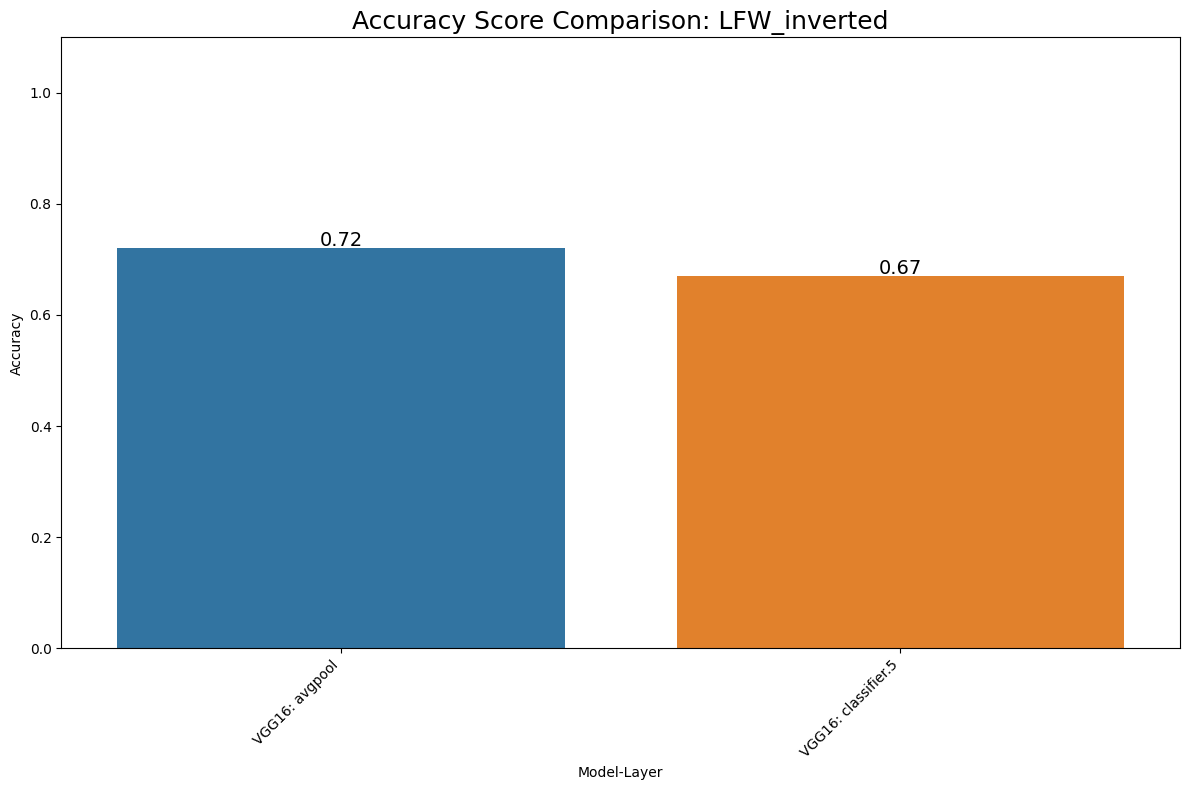 Accuracy Score Comparison: LFW_inverted
1.0
0.8
0.6
0.4
0.2
0.0
Accuracy
0.72
0.67
VGG16: avgpool
VGG16: classifier.5
Model-Layer